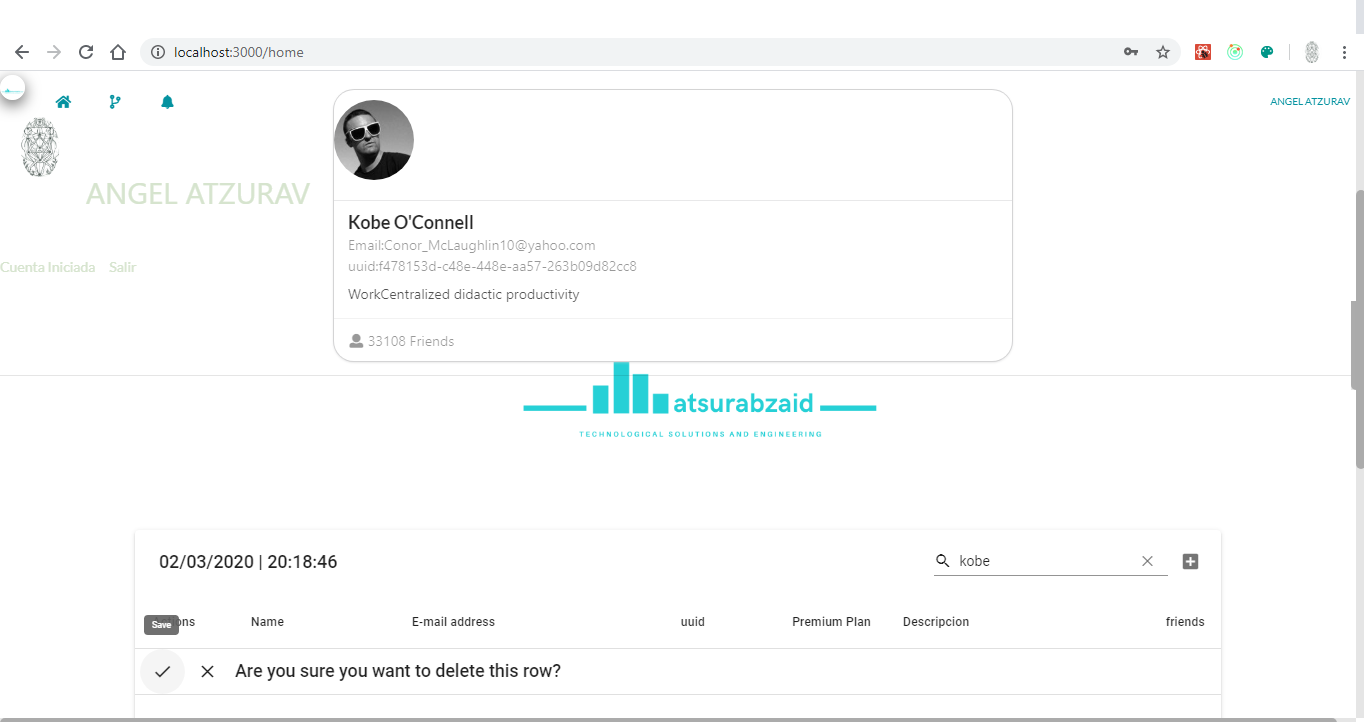 localhost:3000/home
ANGEL ATZURAV
ANGEL ATZURAV
Cuenta Iniciada Salir
Kobe O'Connell
Email:Conor_McLaughlin10@yahoo.com
uuid:f478153d-c48e-448e-aa57-263b09d82cc8
WorkCentralized didactic productivity
33108 Friends
atsurabzaid
TECHNOLOGICAL SOLUTIONS AND ENGINEERING
02/03/2020 | 20:18:46
kobe
Save
Name E-mail address uuid Premium Plan Descripcion friends
Are you sure you want to delete this row?